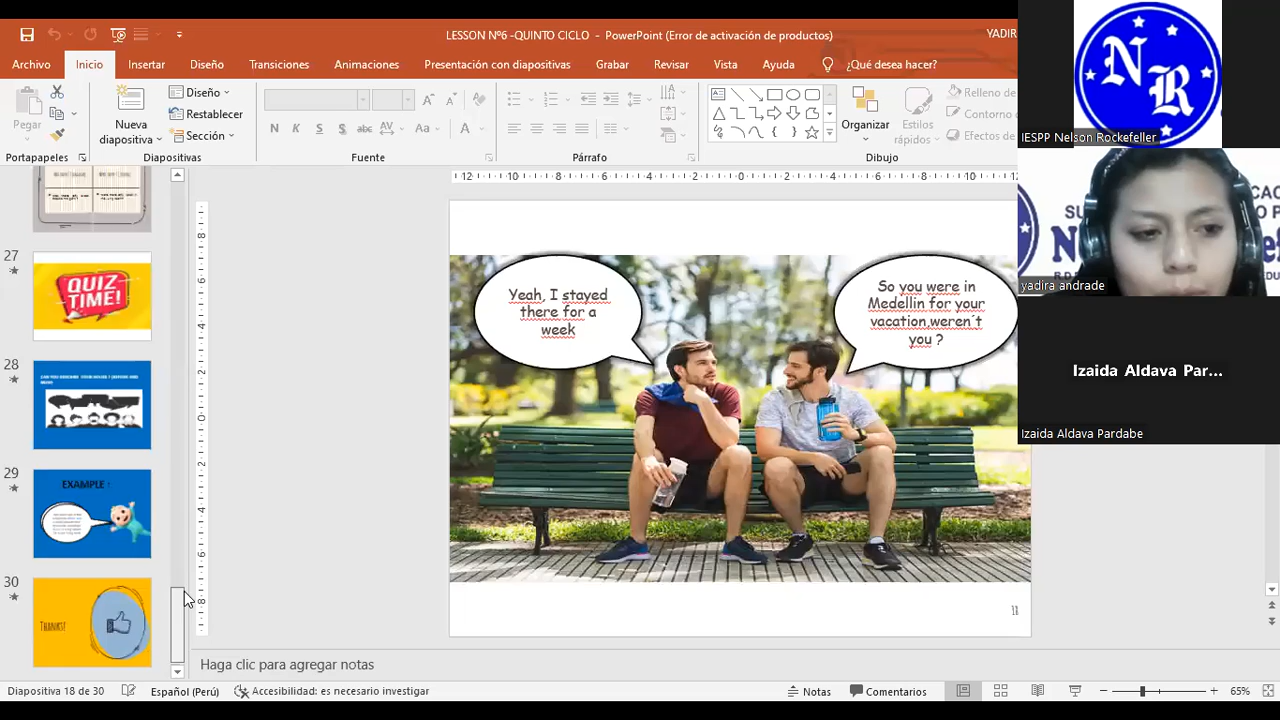 LESSON Nº6 -QUINTO CICLO - PowerPoint (Error de activación de productos)
YADIR
Archivo
Inicio
Insertar
Diseño
Transiciones
Animaciones
Presentación con diapositivas
Grabar
Revisar
Vista
Ayuda
¿Qué desea hacer?
Pegar
Nueva
diapositiva
Diseño
Restablecer
Sección
Organizar
Estilos
rápidos
Relleno de
Contorno
Efectos de
Portapapeles
Diapositivas
Fuente
Párrafo
Dibujo
NR
IESPP Nelson Rockefeller
yadira andrade
Izaida Aldava Par...
Izaida Aldava Pardabe
27
QUIZ
TIME!
28
29
EXAMPLE :
30
THANKS!
Yeah, I stayed
there for a
week
So you were in
Medellin for your
vacation,weren´t
you ?
Haga clic para agregar notas
Diapositiva 18 de 30
Español (Perú)
Accesibilidad: es necesario investigar
Notas
Comentarios
65%